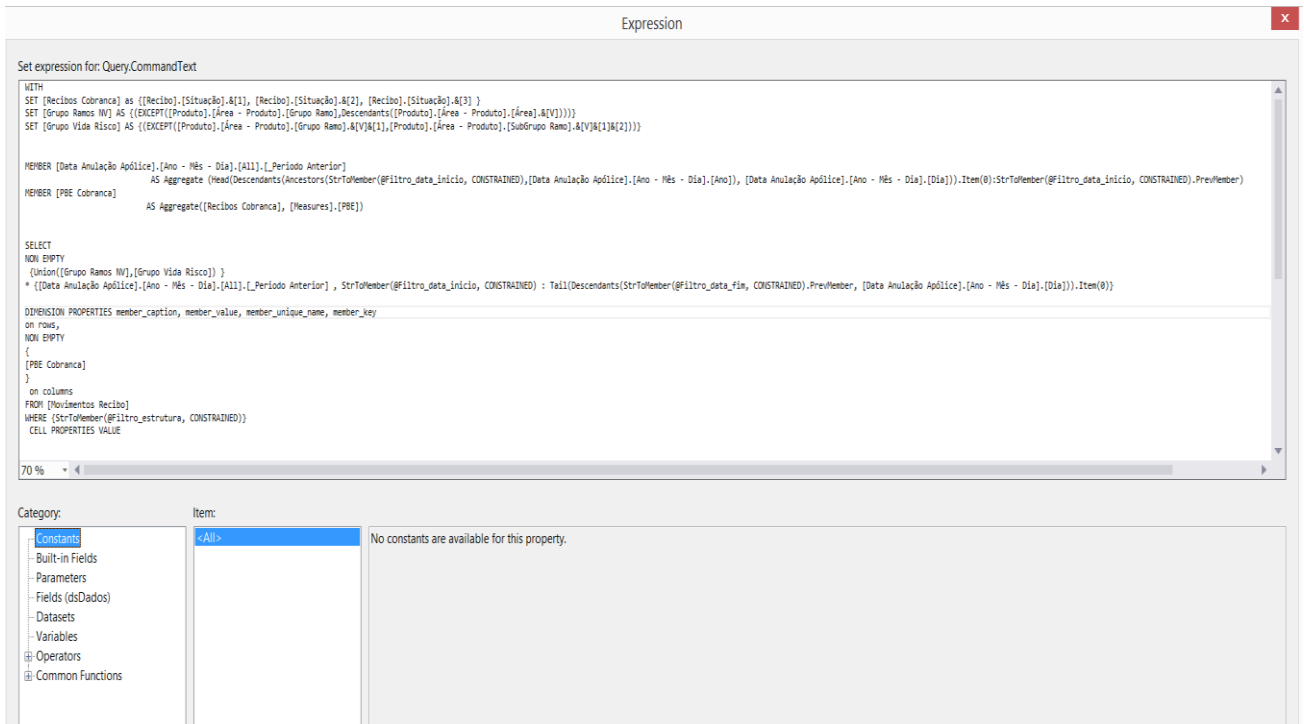 Expression
x
Set expression for: Query.CommandText
WITH
SET [Recibos Cobranca] as {[Recibo].[Situação].&[1], [Recibo].[Situação].&[2], [Recibo].[Situação].&[3] }
SET [Grupo Ramos NV] AS {(EXCEPT([Produto].[Área - Produto].[Grupo Ramo],Descendants([Produto].[Área - Produto].[Área].&[V])))}
SET [Grupo Vida Risco] AS {(EXCEPT([Produto].[Área - Produto].[Grupo Ramo].&[V]&[1],[Produto].[Área - Produto].[SubGrupo Ramo].&[V]&[1]&[2]))}
MEMBER [Data Anulação Apólice].[Ano - Mês - Dia].[All].[_Periodo Anterior]
AS Aggregate (Head(Descendants(Ancestors(StrToMember(@Filtro_data_inicio, CONSTRAINED),[Data Anulação Apólice].[Ano - Mês - Dia].[Ano]), [Data Anulação Apólice].[Ano - Mês - Dia].[Dia])).Item(0):StrToMember(@Filtro_data_inicio, CONSTRAINED).PrevMember)
MEMBER [PBE Cobranca]
AS Aggregate([Recibos Cobranca], [Measures].[PBE])
SELECT
NON EMPTY
{Union([Grupo Ramos NV],[Grupo Vida Risco]) }
* {[Data Anulação Apólice].[Ano - Mês - Dia].[All].[_Periodo Anterior] , StrToMember(@Filtro_data_inicio, CONSTRAINED) : Tail(Descendants(StrToMember(@Filtro_data_fim, CONSTRAINED).PrevMember, [Data Anulação Apólice].[Ano - Mês - Dia].[Dia])).Item(0)}
DIMENSION PROPERTIES member_caption, member_value, member_unique_name, member_key
on rows,
NON EMPTY
{
[PBE Cobranca]
}
on columns
FROM [Movimentos Recibo]
WHERE {StrToMember(@Filtro_estrutura, CONSTRAINED)}
CELL PROPERTIES VALUE
70 %
Category:
Item:
Constants
<All>
No constants are available for this property.
Built-in Fields
Parameters
Fields (dsDados)
Datasets
Variables
Operators
Common Functions